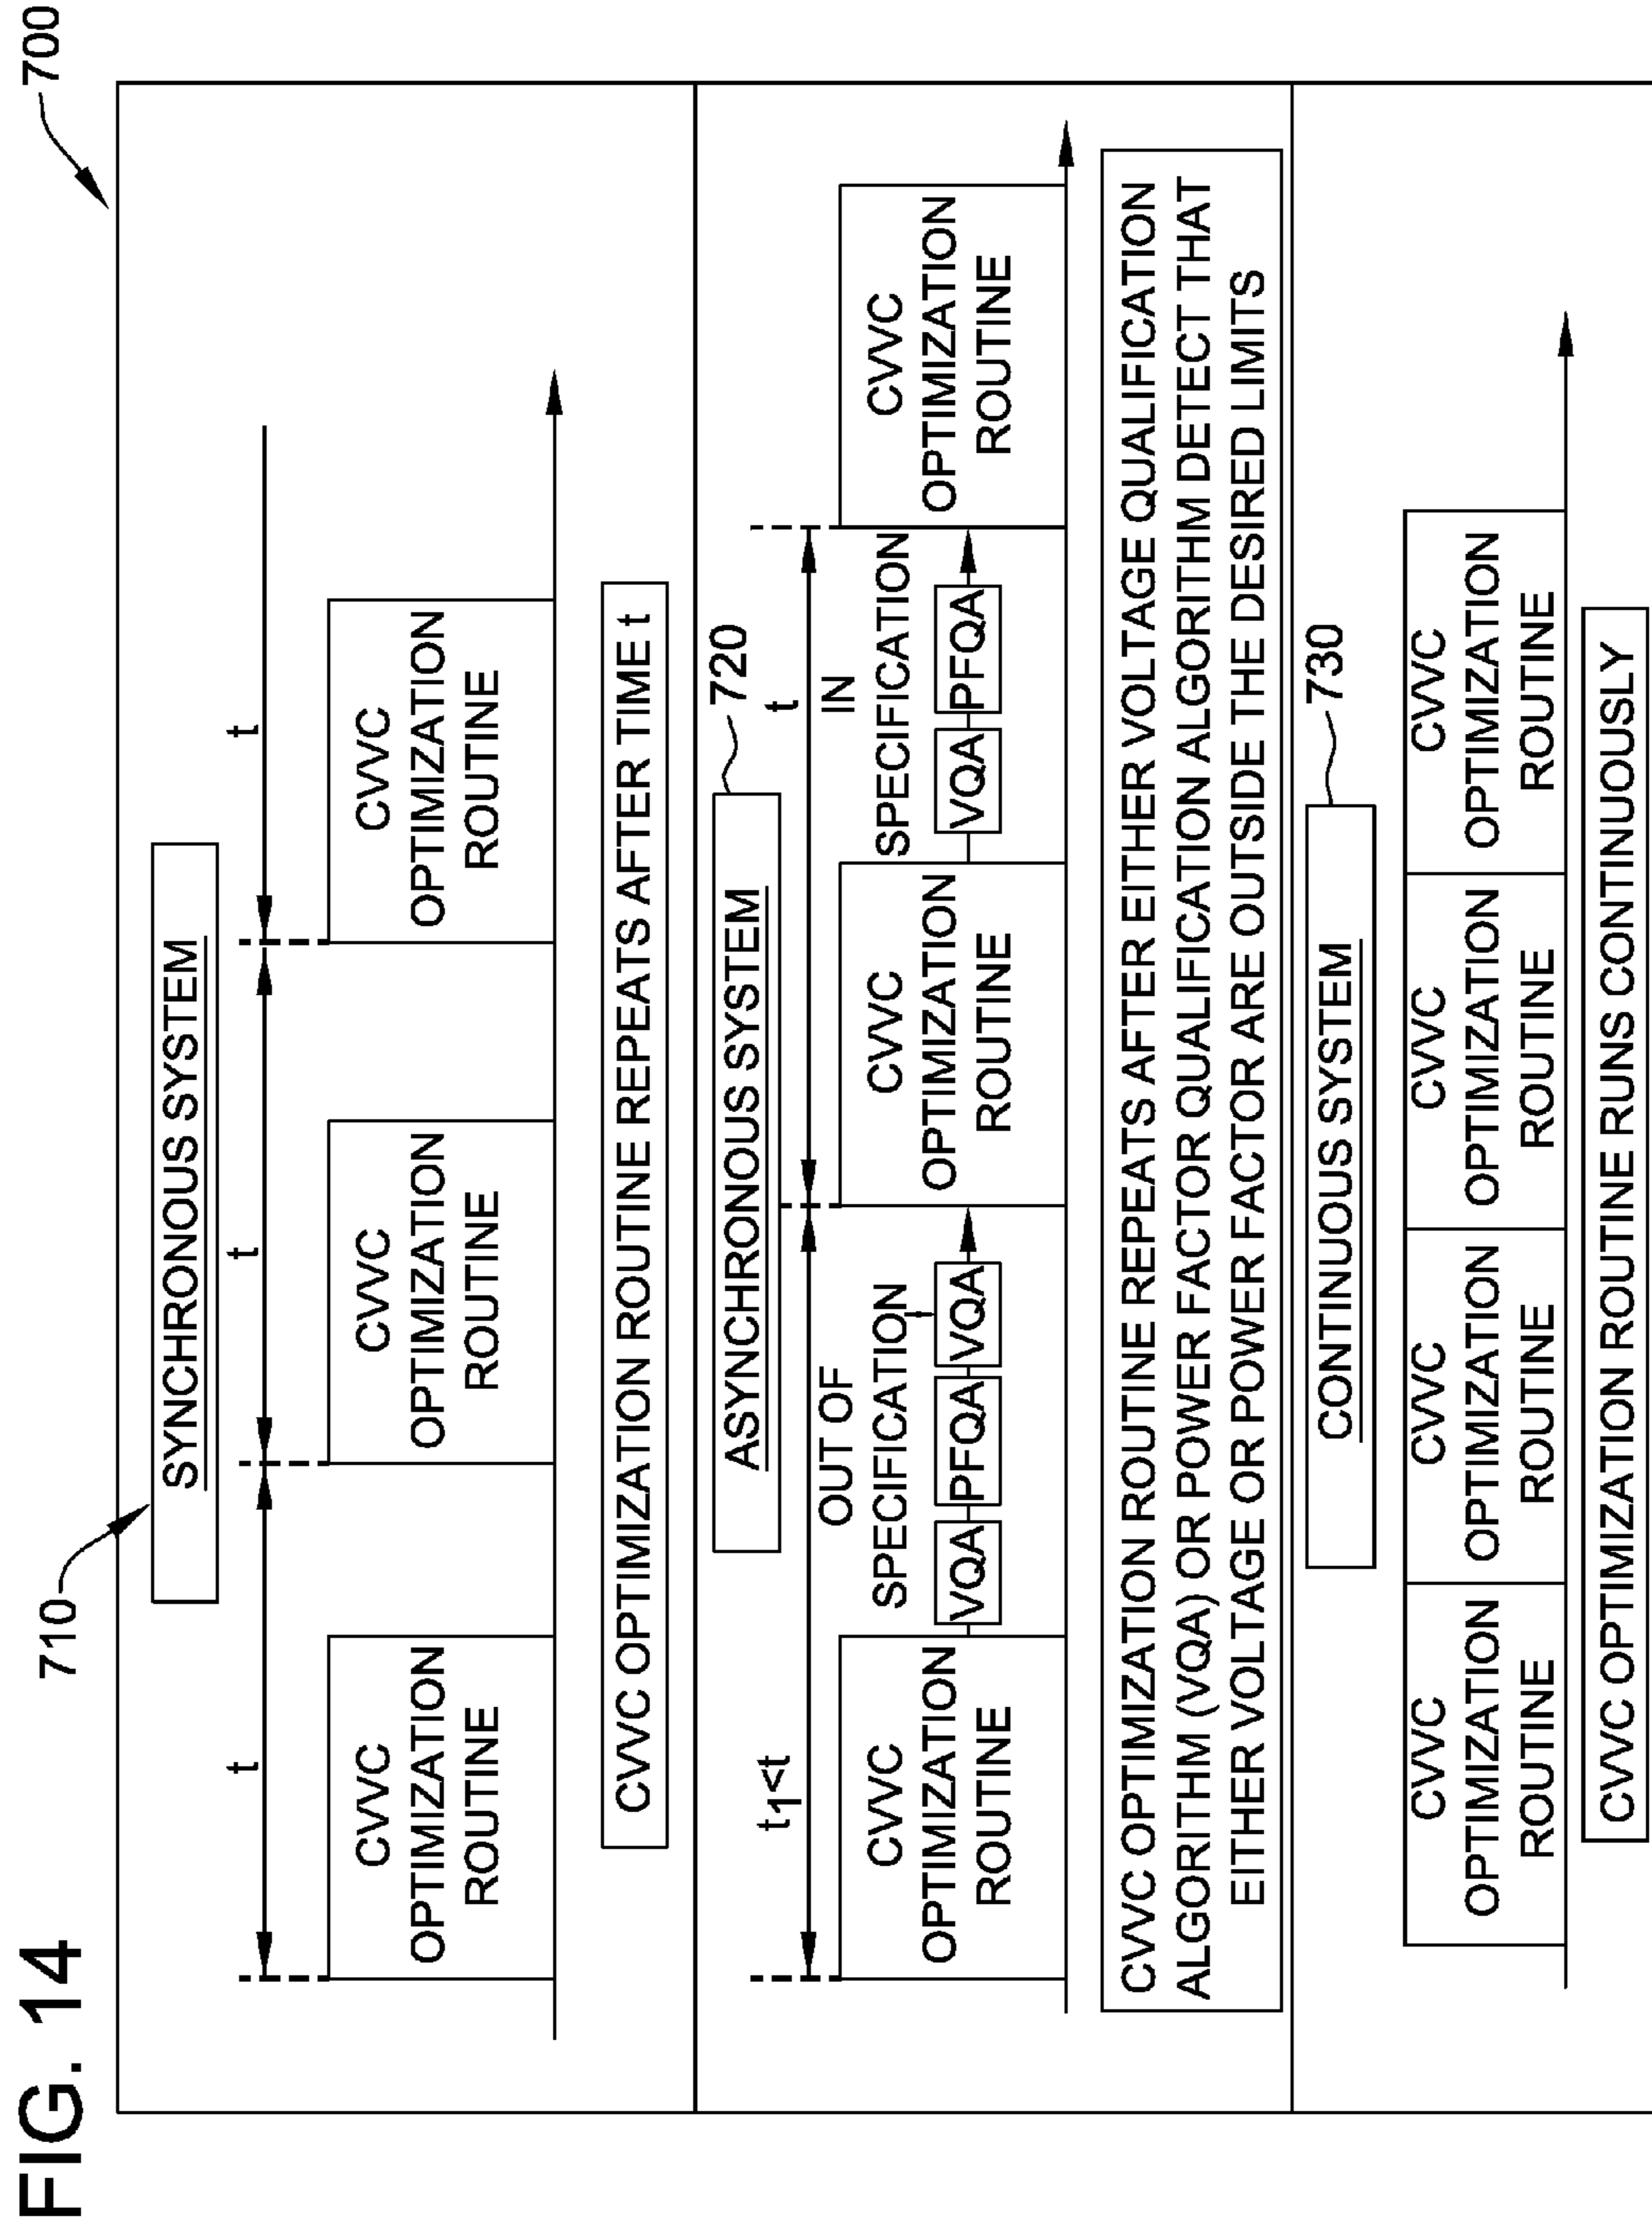 FIG. 14
700
710
SYNCHRONOUS SYSTEM
t
t
t
CVVC
OPTIMIZATION
ROUTINE
CVVC
OPTIMIZATION
ROUTINE
CVVC
OPTIMIZATION
ROUTINE
CVVC OPTIMIZATION ROUTINE REPEATS AFTER TIME t
ASYNCHRONOUS SYSTEM
720
t1<t
t
CVVC
OPTIMIZATION
ROUTINE
OUT OF
SPECIFICATION
VQA
PFQA
VQA
CVVC
OPTIMIZATION
ROUTINE
IN
SPECIFICATION
VQA
PFQA
CVVC
OPTIMIZATION
ROUTINE
CVVC OPTIMIZATION ROUTINE REPEATS AFTER EITHER VOLTAGE QUALIFICATION
ALGORITHM (VQA) OR POWER FACTOR QUALIFICATION ALGORITHM DETECT THAT
EITHER VOLTAGE OR POWER FACTOR ARE OUTSIDE THE DESIRED LIMITS
CONTINUOUS SYSTEM
730
CVVC
OPTIMIZATION
ROUTINE
CVVC
OPTIMIZATION
ROUTINE
CVVC
OPTIMIZATION
ROUTINE
CVVC
OPTIMIZATION
ROUTINE
CVVC OPTIMIZATION ROUTINE RUNS CONTINUOUSLY